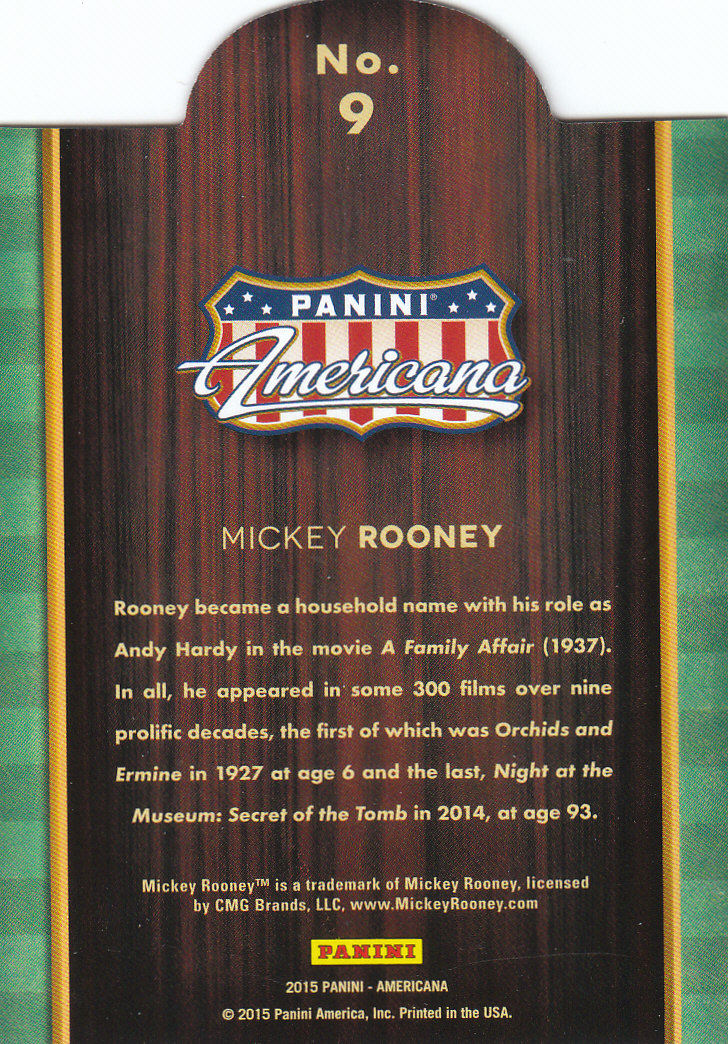 No.
9
PANINI®
Americana
MICKEY ROONEY
Rooney became a household name with his role as
Andy Hardy in the movie A Family Affair (1937).
In all, he appeared in some 300 films over nine
prolific decades, the first of which was Orchids and
Ermine in 1927 at age 6 and the last, Night at the
Museum: Secret of the Tomb in 2014, at age 93.
Mickey Rooney™ is a trademark of Mickey Rooney, licensed
by CMG Brands, LLC, www.MickeyRooney.com
PANINI
2015 PANINI - AMERICANA
© 2015 Panini America, Inc. Printed in the USA.